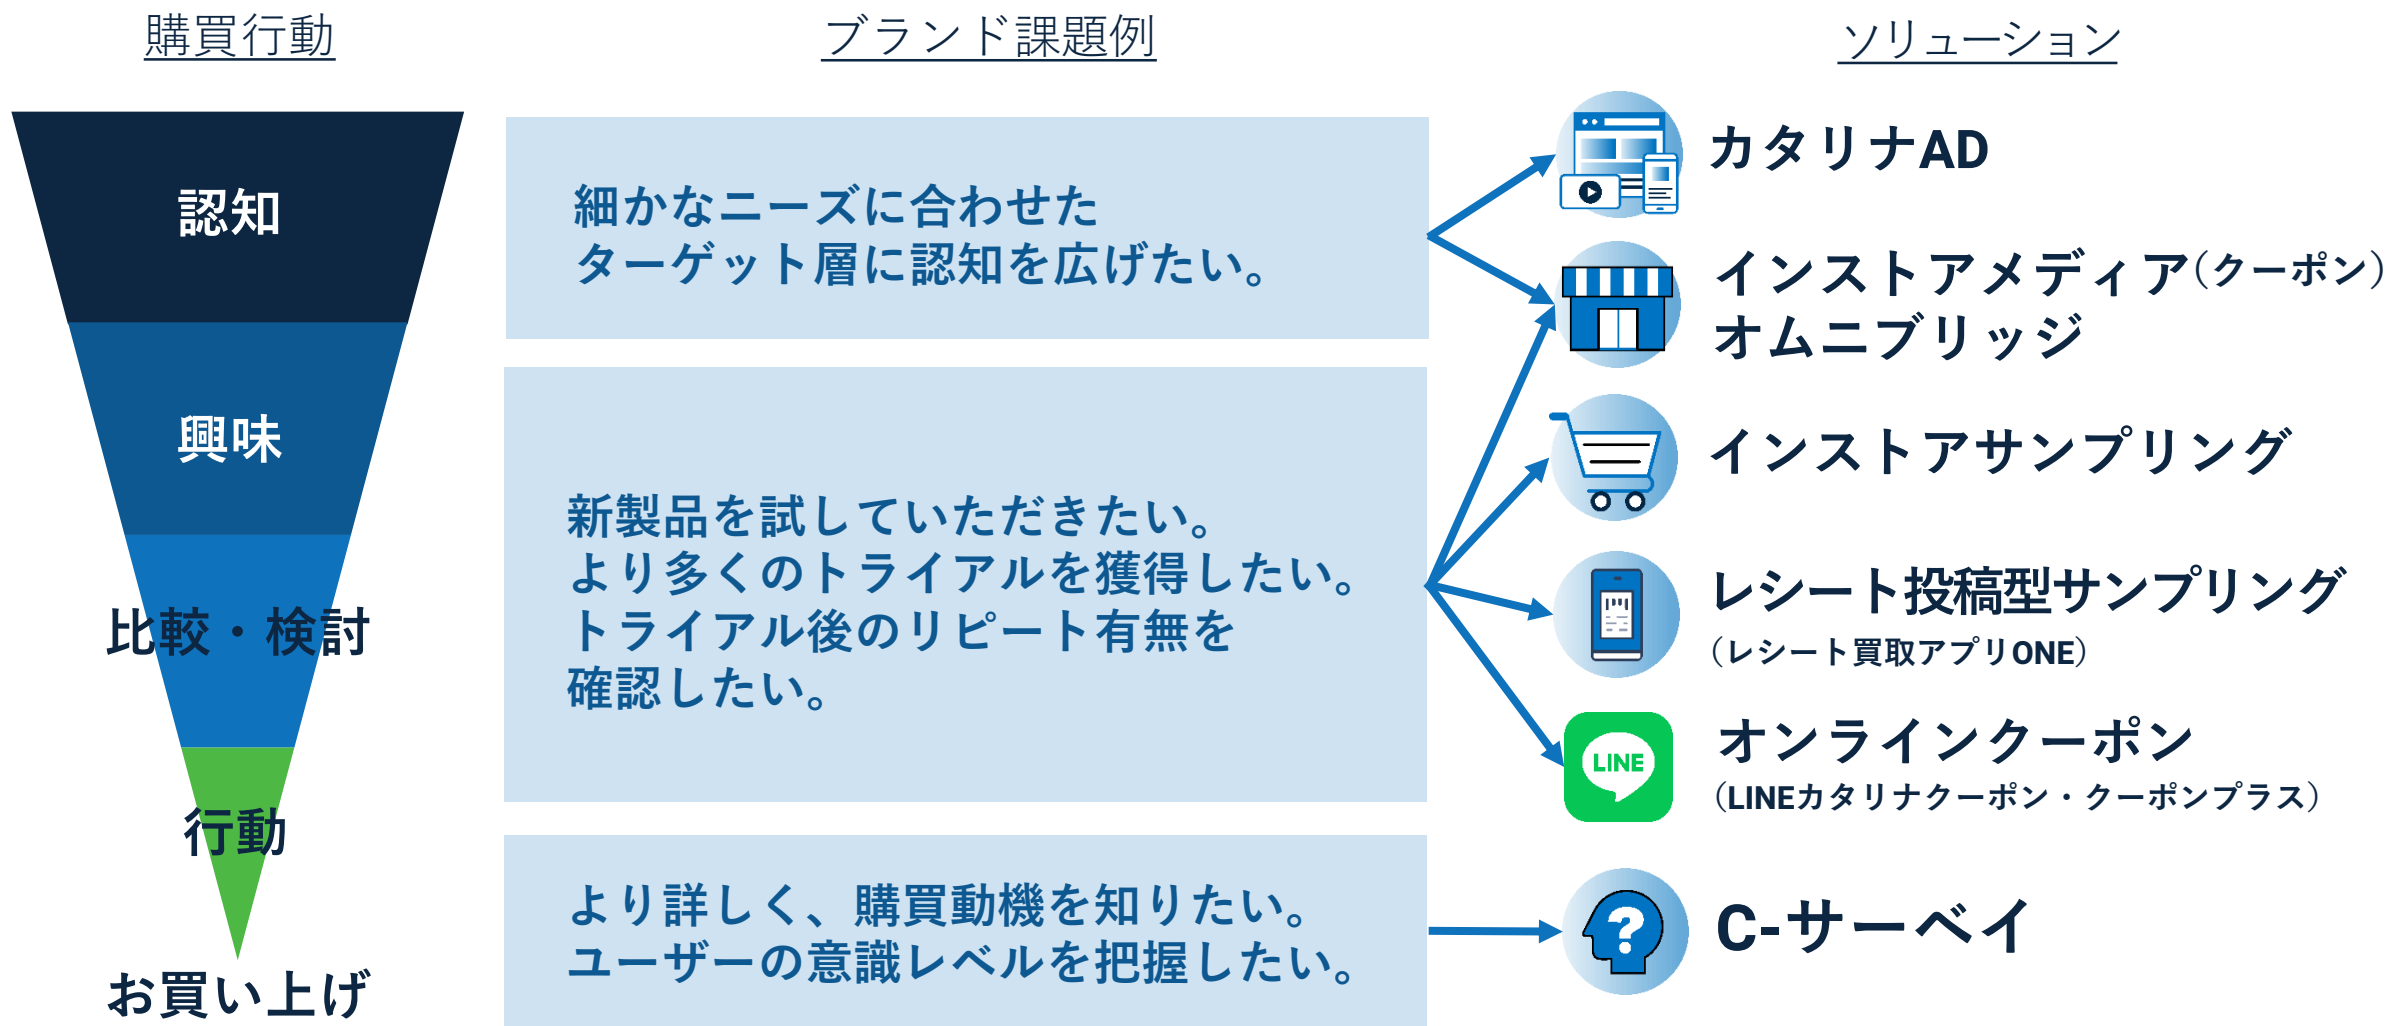 購買行動
認知
興味
比較・検討
行動
お買い上げ
ブランド課題例
細かなニーズに合わせた
ターゲット層に認知を広げたい。
新製品を試していただきたい。
より多くのトライアルを獲得したい。
トライアル後のリピート有無を
確認したい。
より詳しく、購買動機を知りたい。
ユーザーの意識レベルを把握したい。
ソリューション
カタリナAD
インストアメディア（クーポン）
オムニブリッジ
インストアサンプリング
レシート投稿型サンプリング
（レシート買取アプリONE）
LINE
オンラインクーポン
（LINEカタリナクーポン・クーポンプラス）
?
C-サーベイ